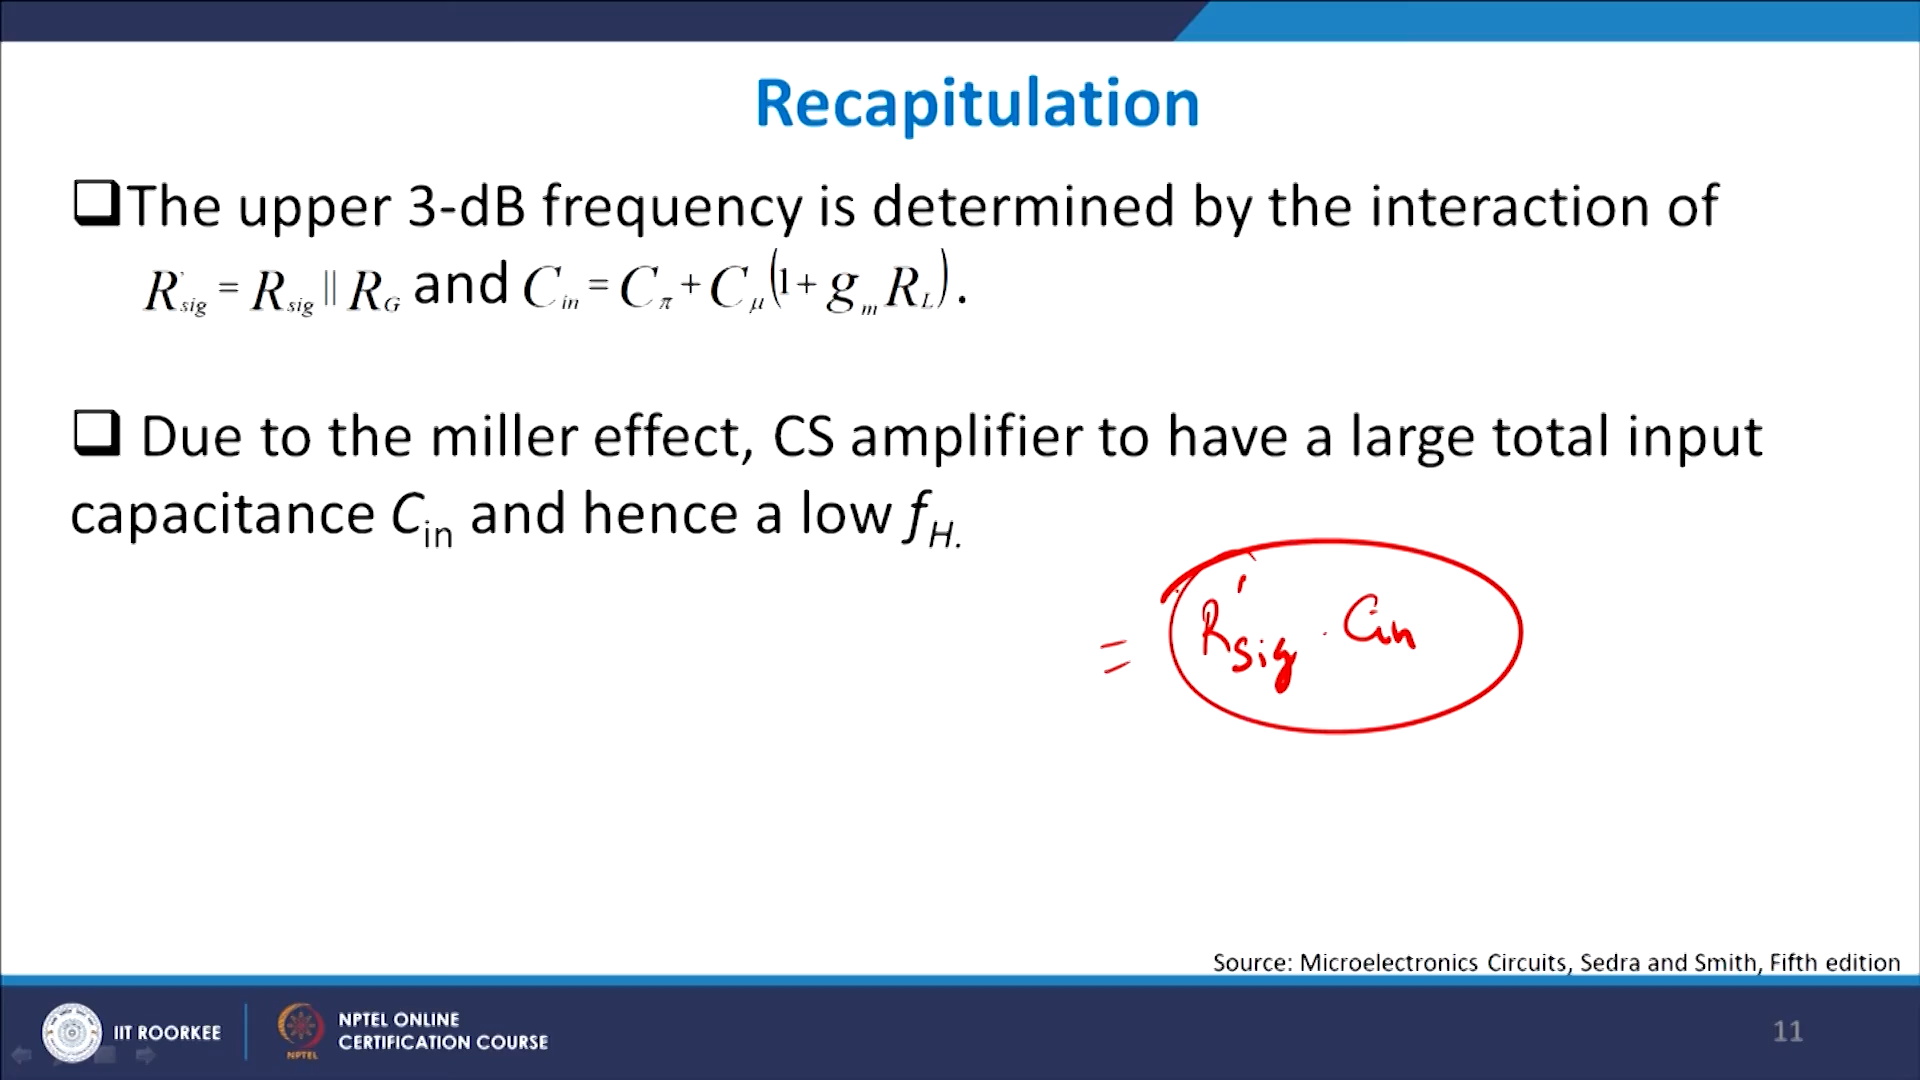 Recapitulation
❑The upper 3-dB frequency is determined by the interaction of
R'sig = Rsig || RG and Cin = Cπ + Cμ(1+ gm RL).
❑ Due to the miller effect, CS amplifier to have a large total input
capacitance Cin and hence a low fH.
= R'sig . Cin
Source: Microelectronics Circuits, Sedra and Smith, Fifth edition
IIT ROORKEE
NPTEL
NPTEL ONLINE
CERTIFICATION COURSE
11